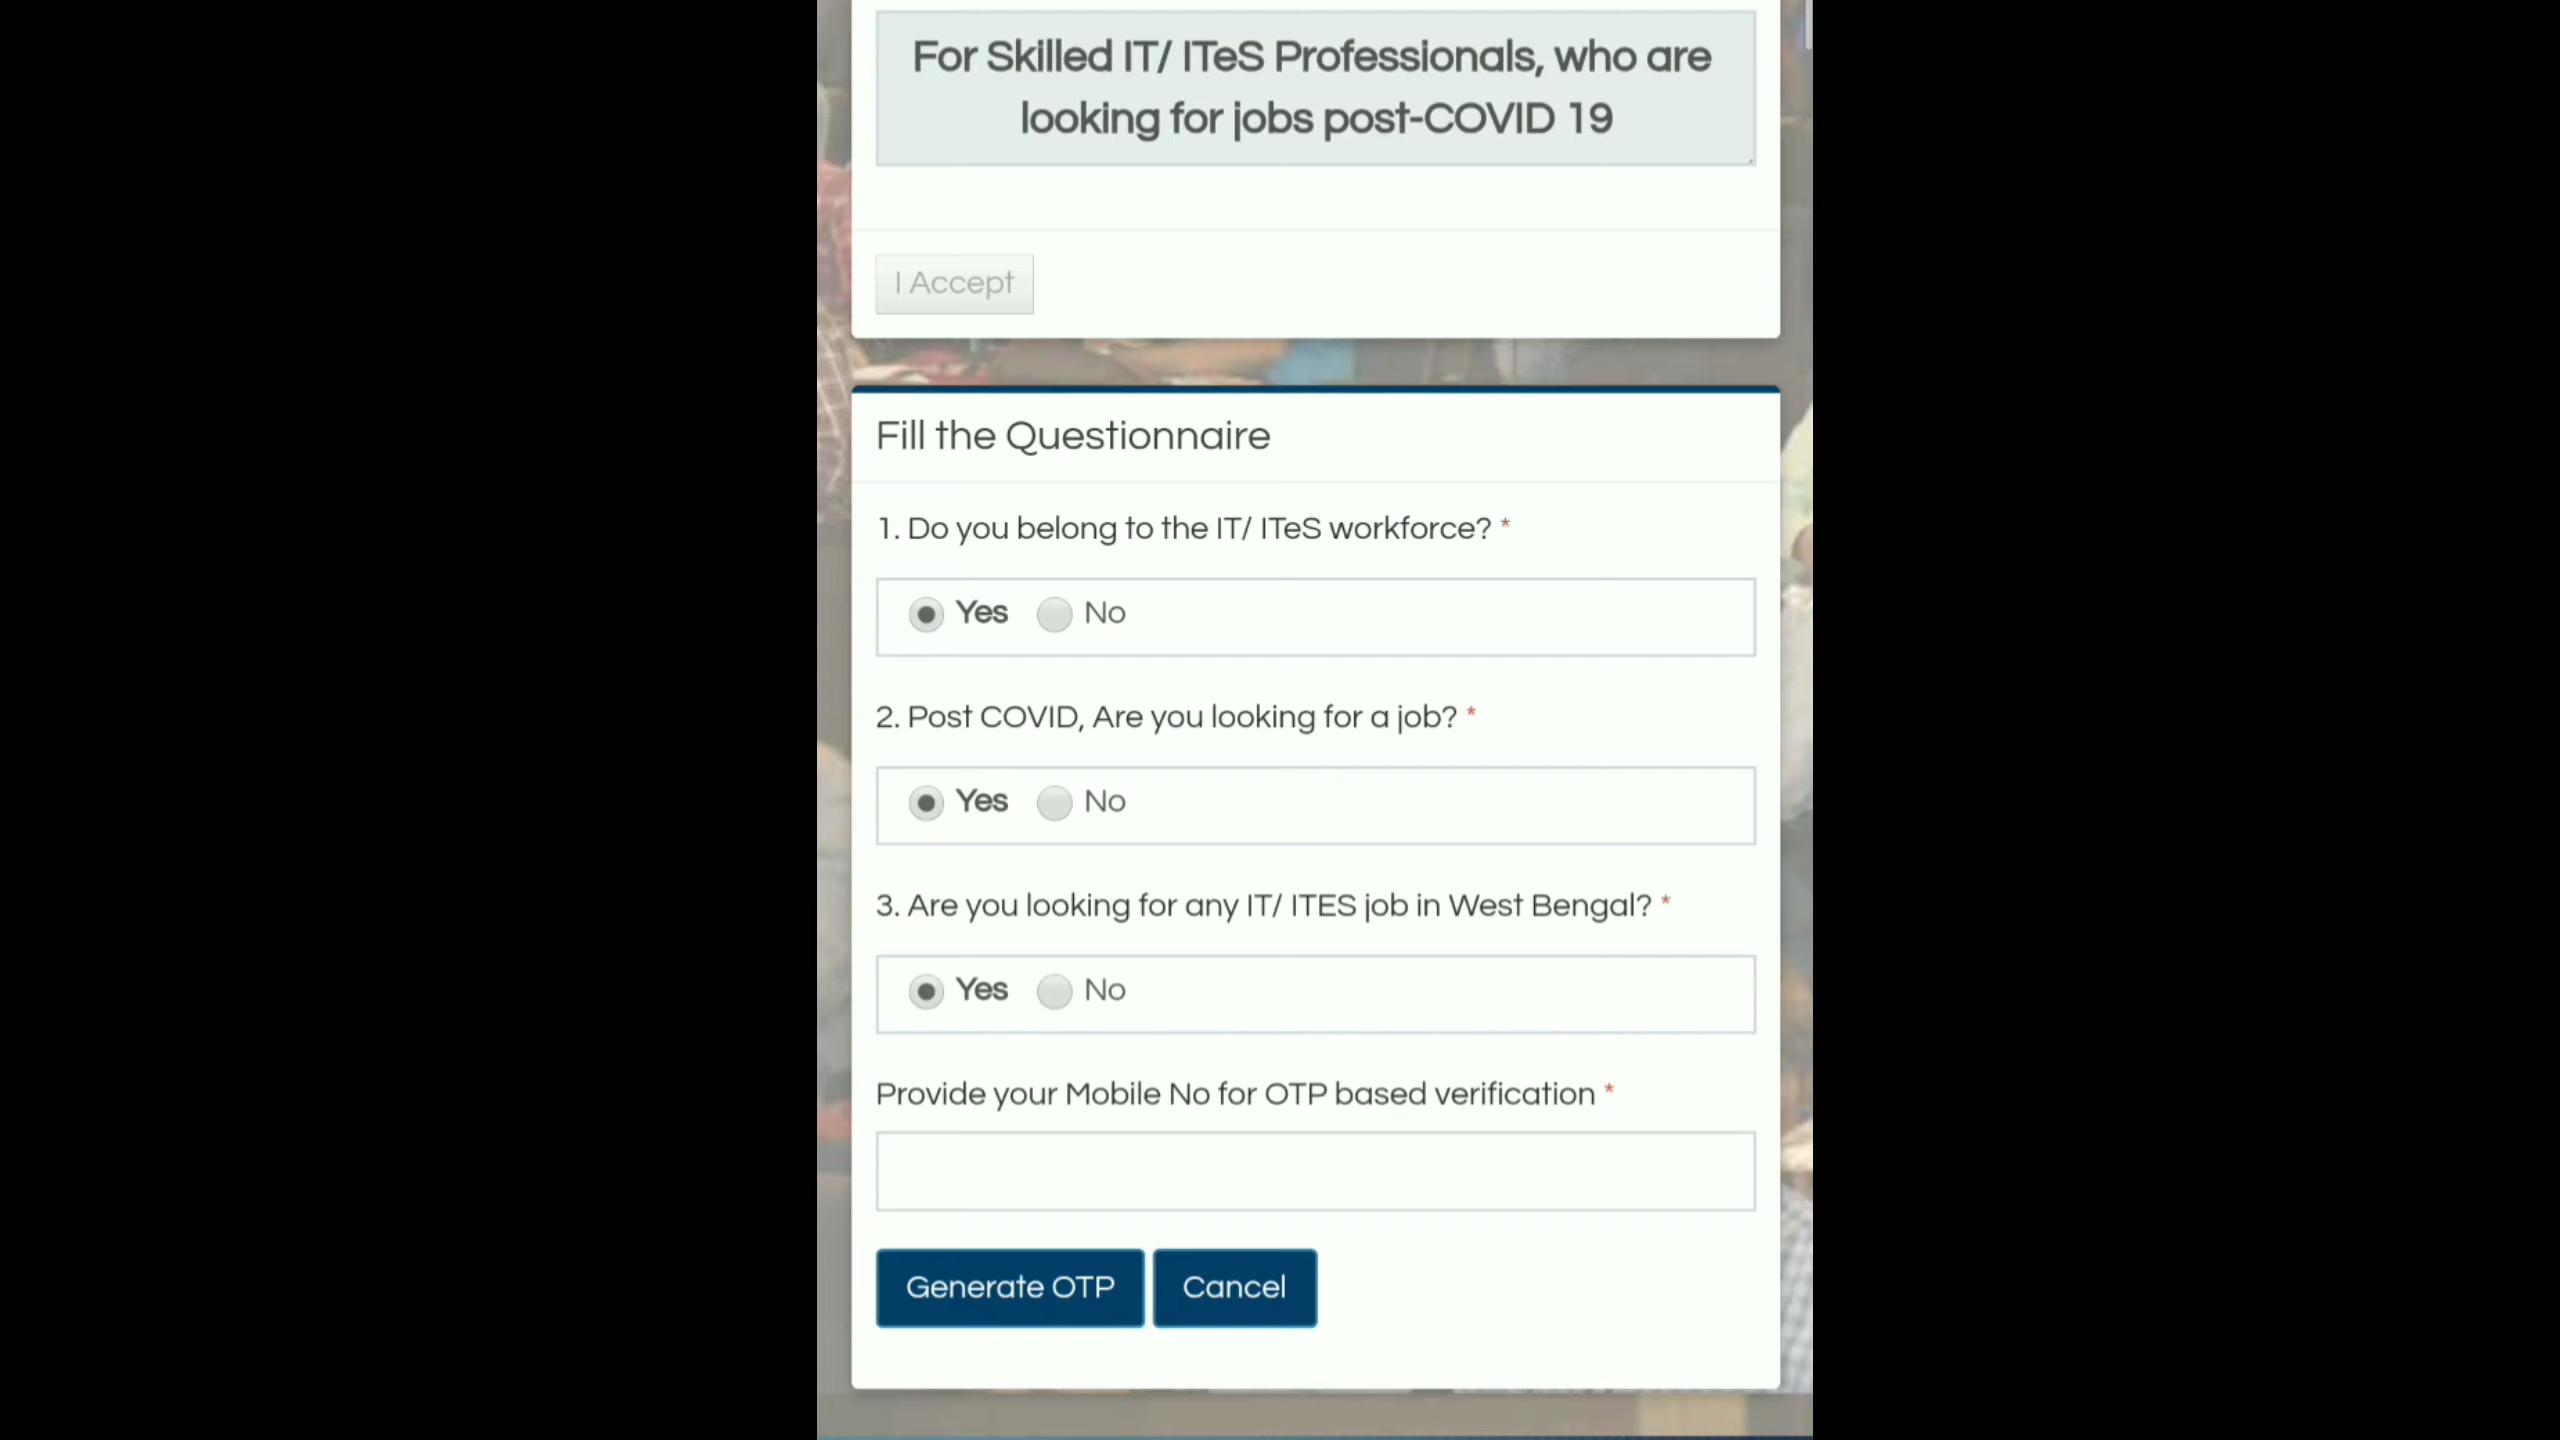 For Skilled IT/ ITeS Professionals, who are
looking for jobs post-COVID 19
I Accept
Fill the Questionnaire
1. Do you belong to the IT/ ITeS workforce? *
Yes No
2. Post COVID, Are you looking for a job? *
Yes No
3. Are you looking for any IT/ ITES job in West Bengal? *
Yes No
Provide your Mobile No for OTP based verification *
Generate OTP Cancel